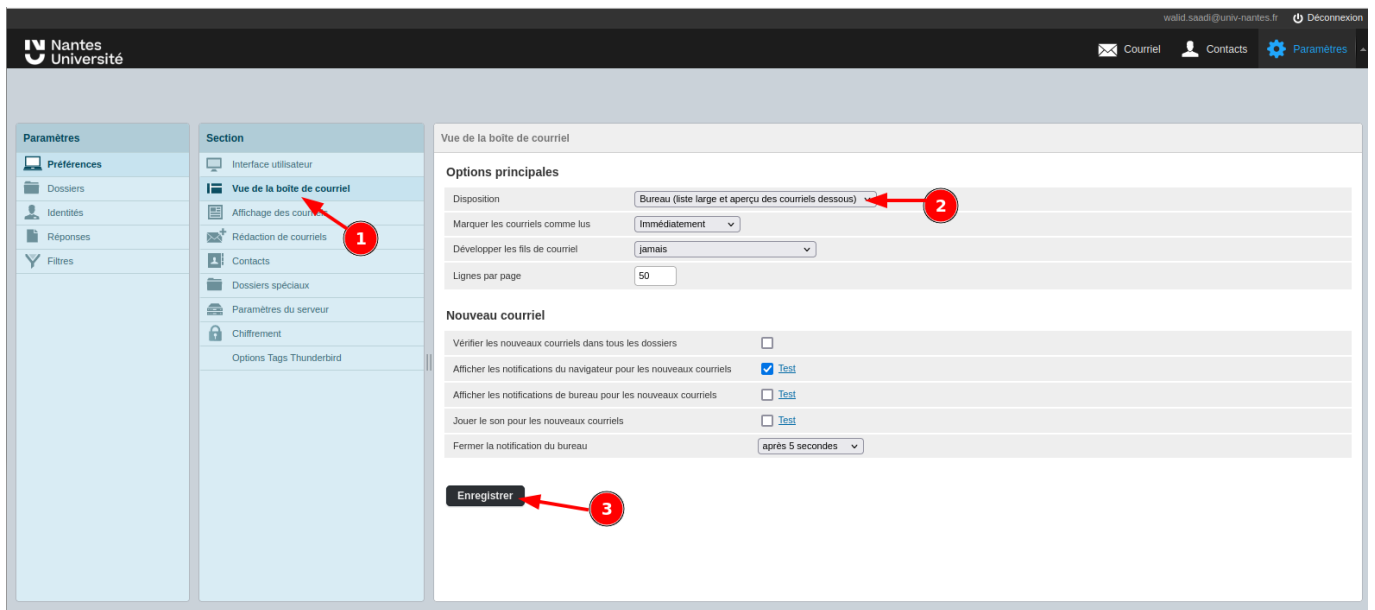 walid.saadi@univ-nantes.fr Déconnexion
Nantes
Université
Courriel Contacts Paramètres
Paramètres
Préférences
Dossiers
Identités
Réponses
Filtres
Section
Interface utilisateur
Vue de la boîte de courriel
Affichage des courriels
Rédaction de courriels
1
Contacts
Dossiers spéciaux
Paramètres du serveur
Chiffrement
Options Tags Thunderbird
Vue de la boîte de courriel
Options principales
Disposition Bureau (liste large et aperçu des courriels dessous)
2
Marquer les courriels comme lus Immédiatement
Développer les fils de courriel jamais
Lignes par page 50
Nouveau courriel
Vérifier les nouveaux courriels dans tous les dossiers
Afficher les notifications du navigateur pour les nouveaux courriels Test
Afficher les notifications de bureau pour les nouveaux courriels Test
Jouer le son pour les nouveaux courriels Test
Fermer la notification du bureau après 5 secondes
Enregistrer
3